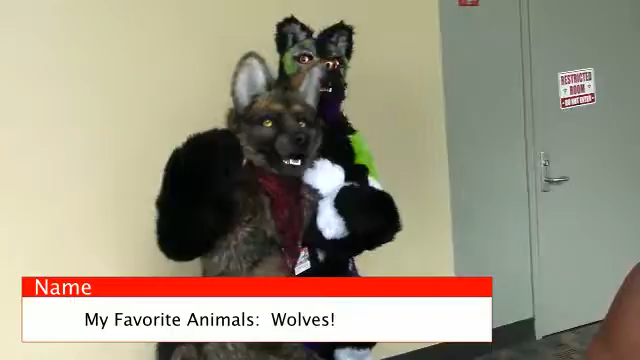 RESTRICTED
ROOM
DO NOT ENTER
Name
My Favorite Animals:  Wolves!